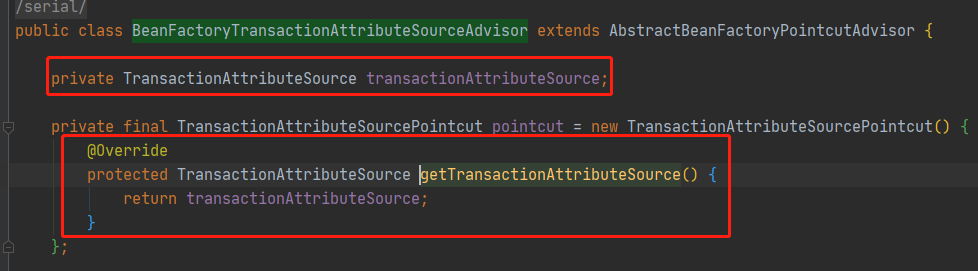 /serial/
public class BeanFactoryTransactionAttributeSourceAdvisor extends AbstractBeanFactoryPointcutAdvisor {
private TransactionAttributeSource transactionAttributeSource;
private final TransactionAttributeSourcePointcut pointcut = new TransactionAttributeSourcePointcut() {
@Override
protected TransactionAttributeSource getTransactionAttributeSource() {
return transactionAttributeSource;
}
};